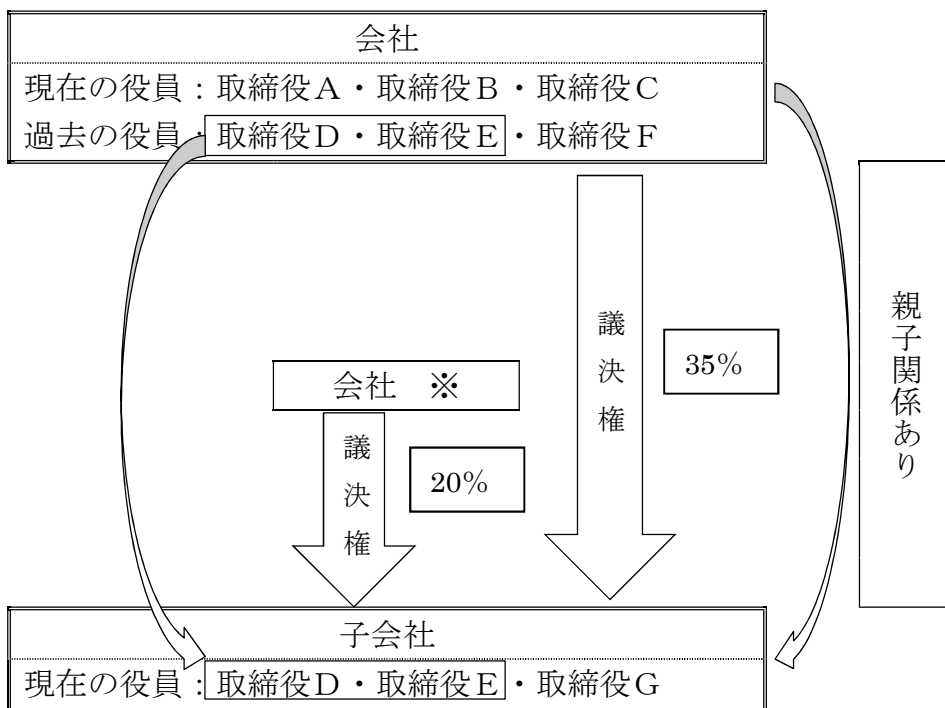 会社
現在の役員：取締役A・取締役B・取締役C
過去の役員：取締役D・取締役E・取締役F
議決権
35%
親子関係あり
会社　※
議決権
20%
子会社
現在の役員：取締役D・取締役E・取締役G